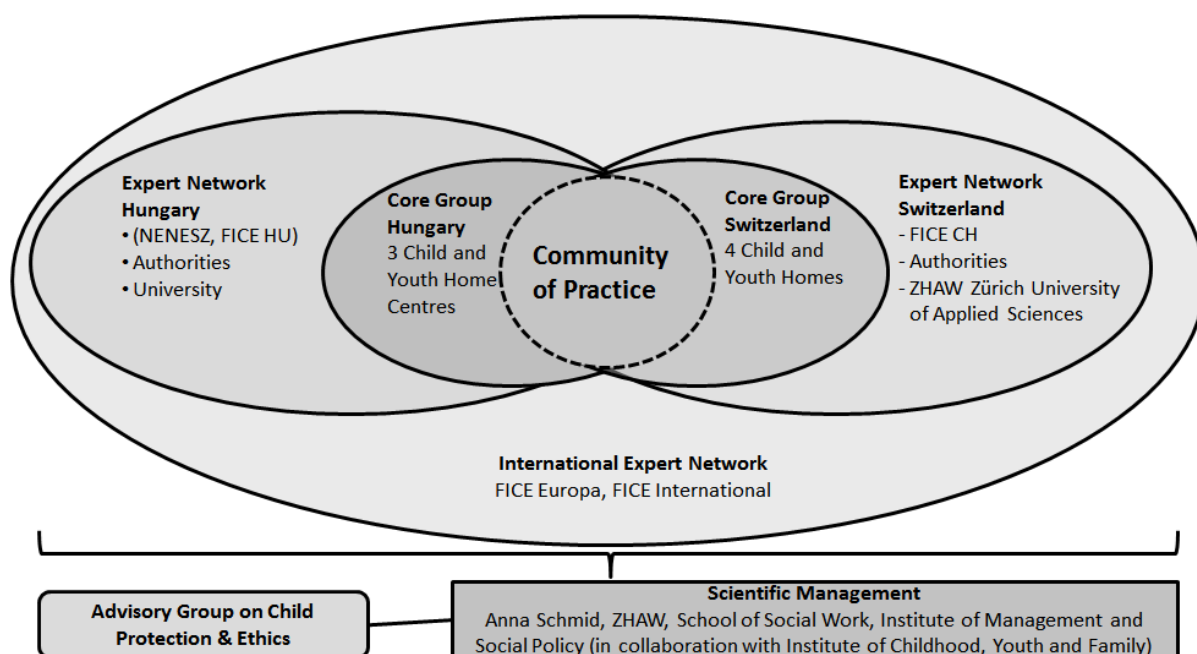 Expert Network
Hungary
• (NENESZ, FICE HU)
• Authorities
• University
Core Group
Hungary
3 Child and
Youth Home
Centres
Community
of Practice
Core Group
Switzerland
4 Child and
Youth Homes
Expert Network
Switzerland
- FICE CH
- Authorities
- ZHAW Zürich University
of Applied Sciences
International Expert Network
FICE Europa, FICE International
Advisory Group on Child
Protection & Ethics
Scientific Management
Anna Schmid, ZHAW, School of Social Work, Institute of Management and
Social Policy (in collaboration with Institute of Childhood, Youth and Family)